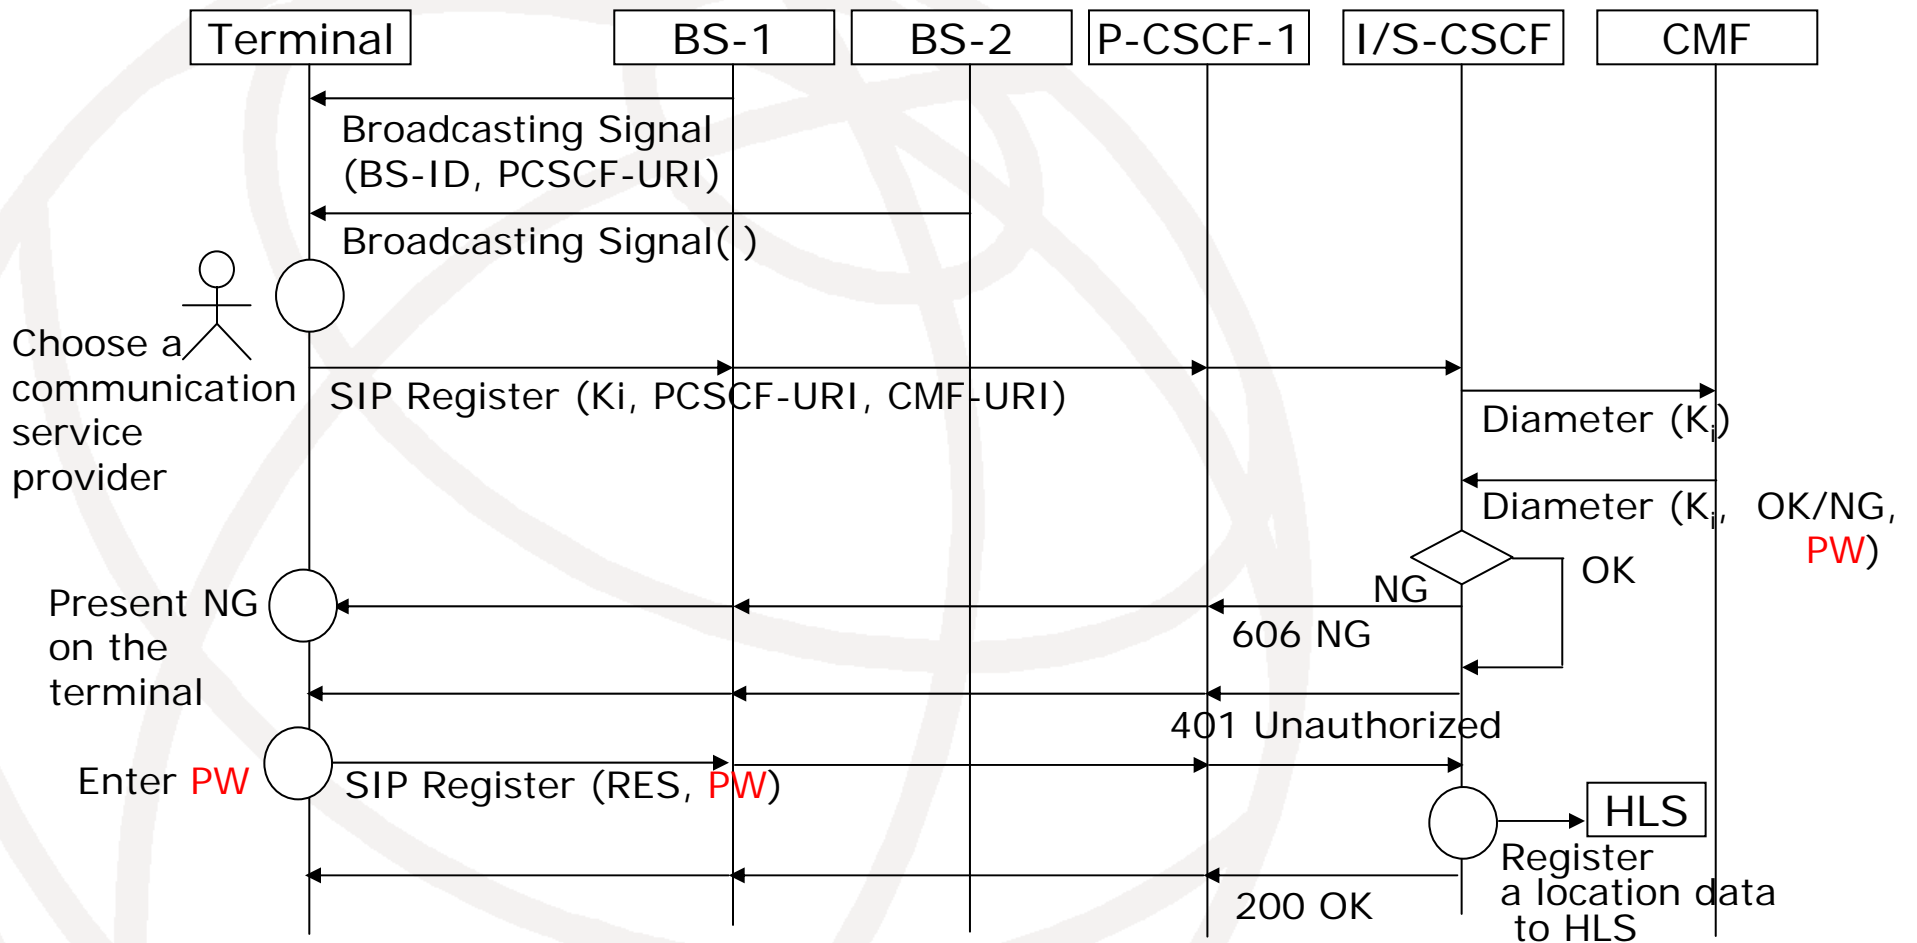 Terminal
BS-1
BS-2
P-CSCF-1
I/S-CSCF
CMF
Broadcasting Signal
(BS-ID, PCSCF-URI)
Broadcasting Signal( )
Choose a
communication
service
provider
SIP Register (Ki, PCSCF-URI, CMF-URI)
Diameter (Ki)
Diameter (Ki, OK/NG,
PW)
OK
NG
606 NG
Present NG
on the
terminal
401 Unauthorized
Enter PW
SIP Register (RES, PW)
HLS
Register
a location data
to HLS
200 OK